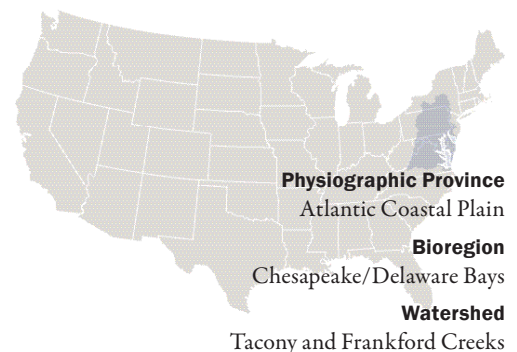 Physiographic Province
Atlantic Coastal Plain
Bioregion
Chesapeake/Delaware Bays
Watershed
Tacony and Frankford Creeks